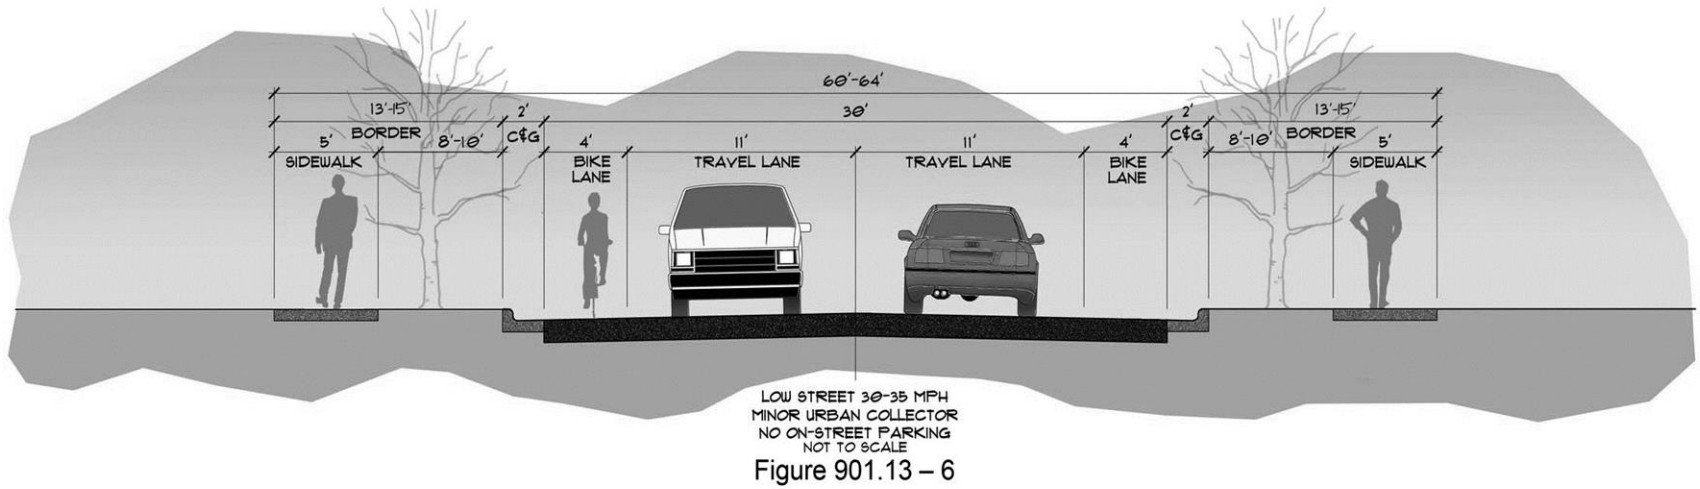 60'-64'
13'-15' 2' 30' 2' 13'-15'
BORDER C&G C&G BORDER
5' 8'-10' 4' 11' 11' 4' 8'-10' 5'
SIDEWALK BIKE TRAVEL LANE TRAVEL LANE BIKE SIDEWALK
LANE LANE
LOW STREET 30-35 MPH
MINOR URBAN COLLECTOR
NO ON-STREET PARKING
NOT TO SCALE
Figure 901.13 – 6